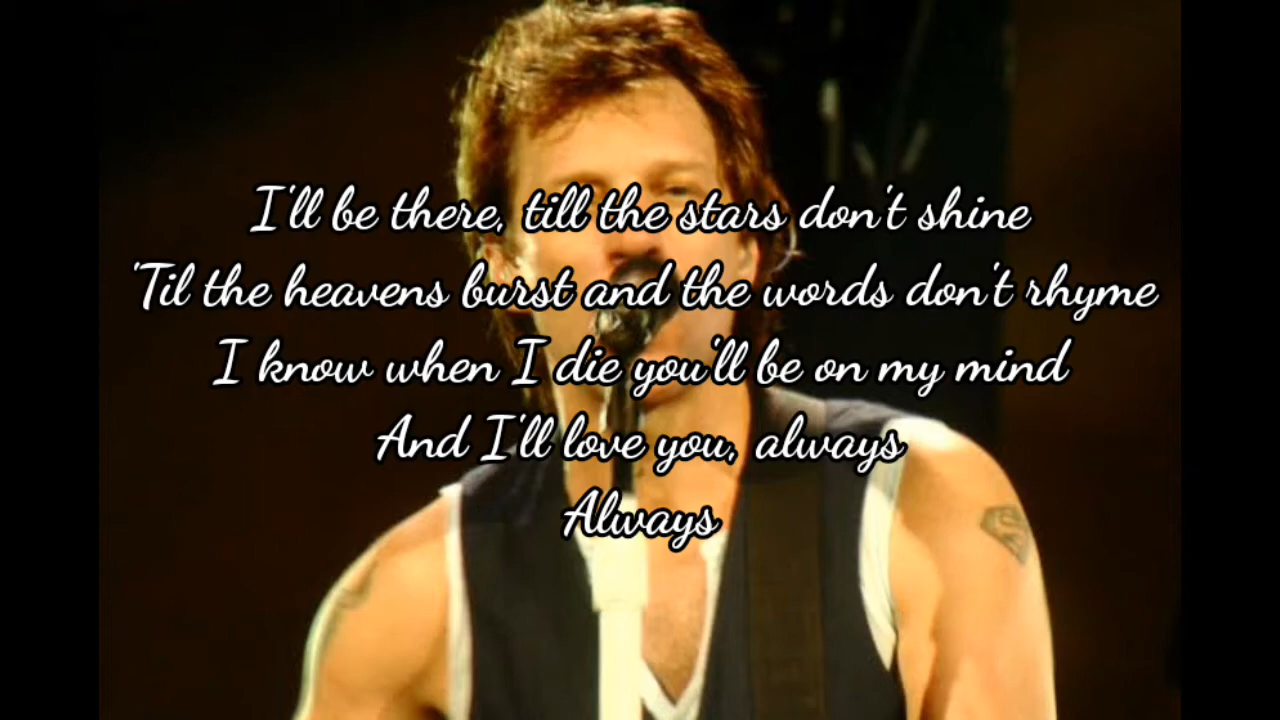 I'll be there, till the stars don't shine
'Til the heavens burst and the words don't rhyme
I know when I die you'll be on my mind
And I'll love you, always
Always